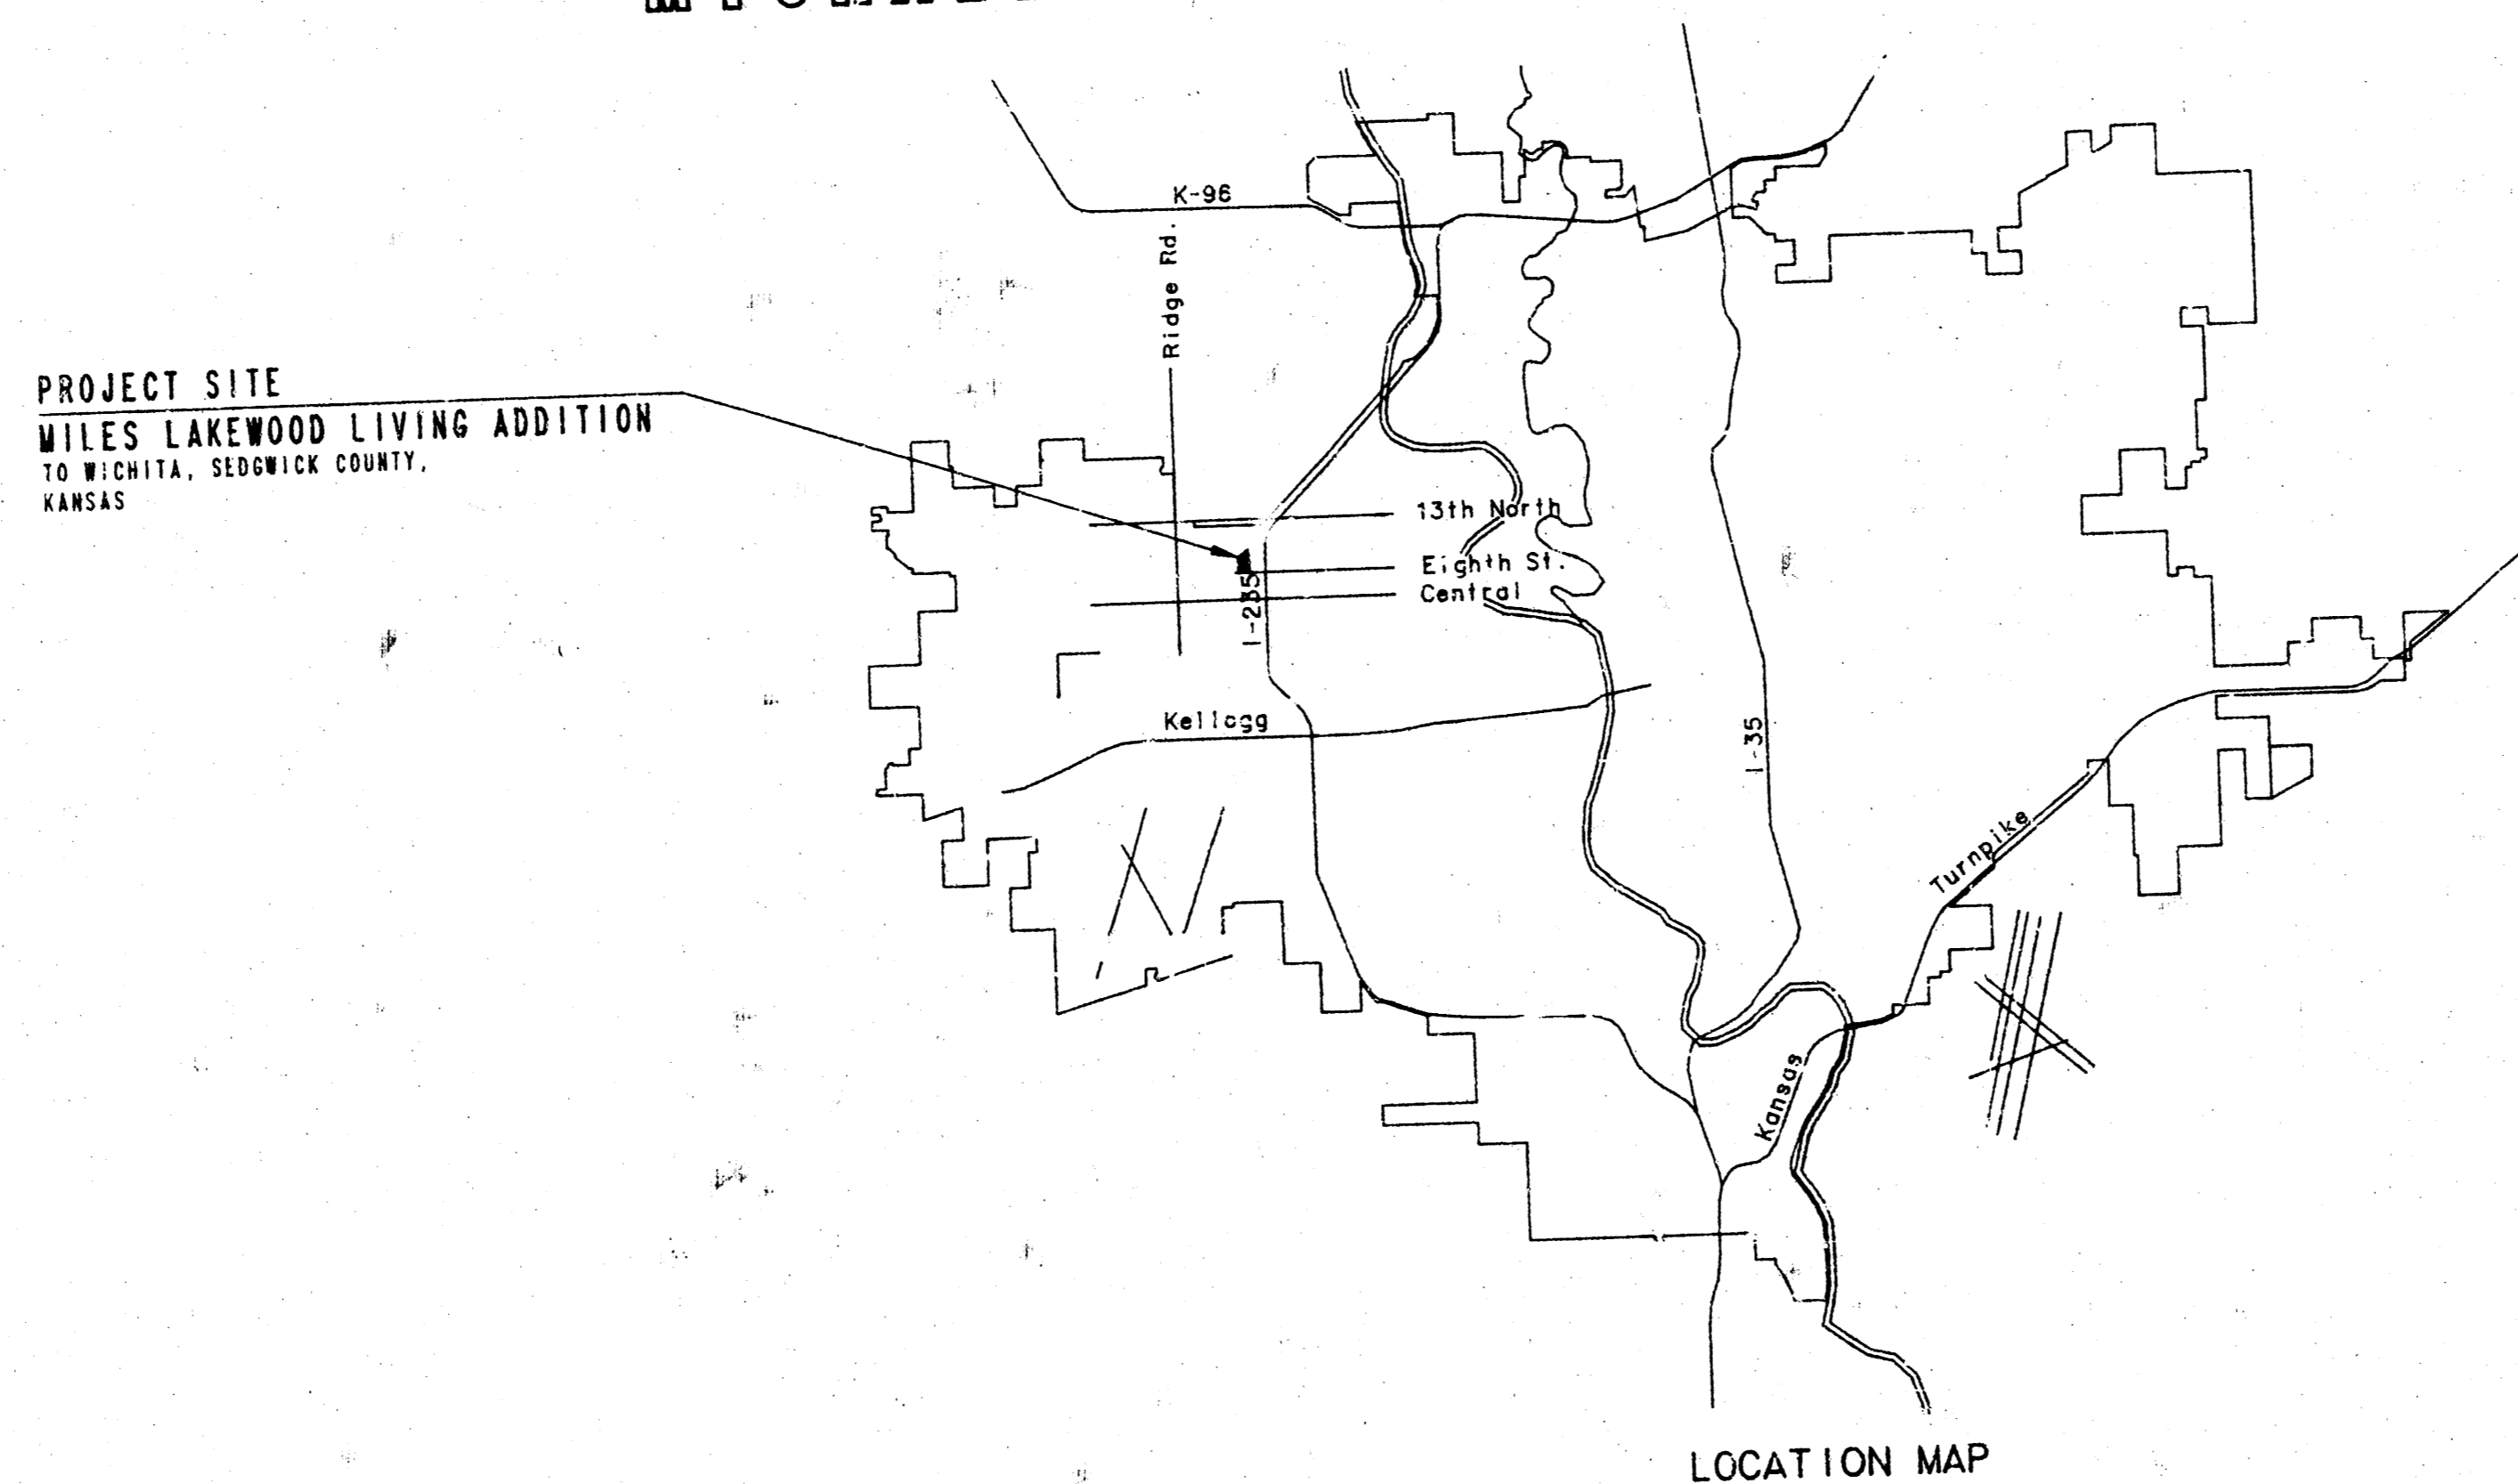 K-96
Ridge Rd.
PROJECT SITE
MILES LAKEWOOD LIVING ADDITION
TO WICHITA, SEDGWICK COUNTY,
KANSAS
13th North
Eighth St.
Central
I-235
Kellogg
I-35
Turnpike
Kansas
LOCATION MAP